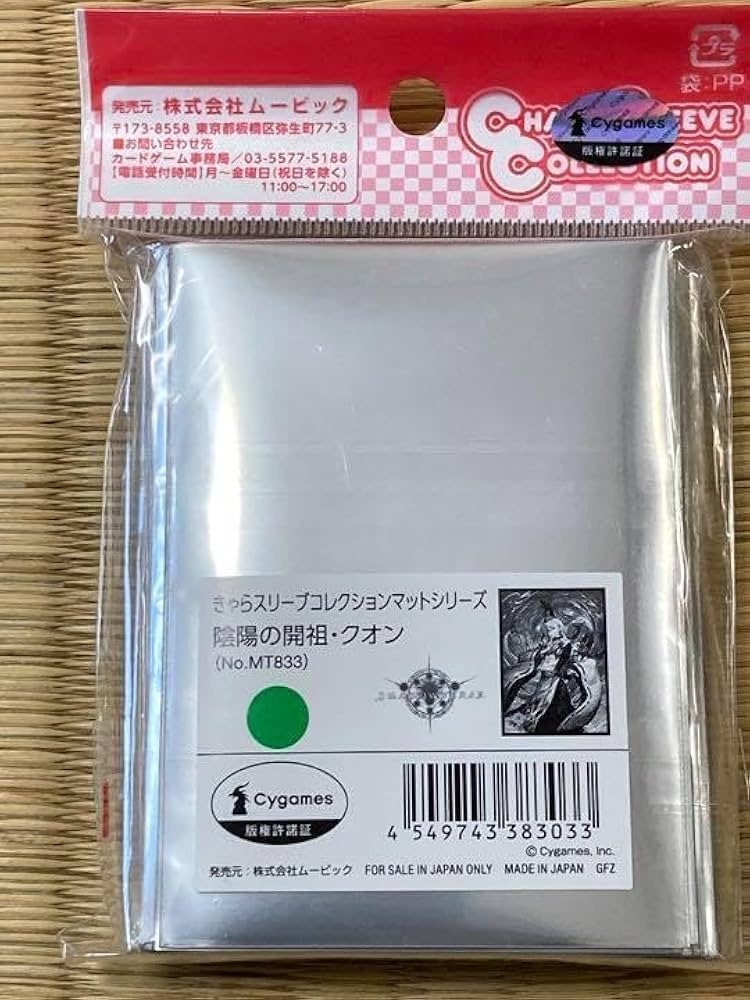 発売元：株式会社ムービック
〒173-8558 東京都板橋区弥生町77-3
■お問い合わせ先
カードゲーム事務局／03-5577-5188
【電話受付時間】月～金曜日(祝日を除く)
11:00～17:00
プラ
袋：PP
Cygames
版権許諾証
COLLECTION
きゃらスリーブコレクションマットシリーズ
陰陽の開祖・クオン
(No.MT833)
Cygames
版権許諾証
4 549743 383033
© Cygames, Inc.
発売元：株式会社ムービック FOR SALE IN JAPAN ONLY MADE IN JAPAN GFZ